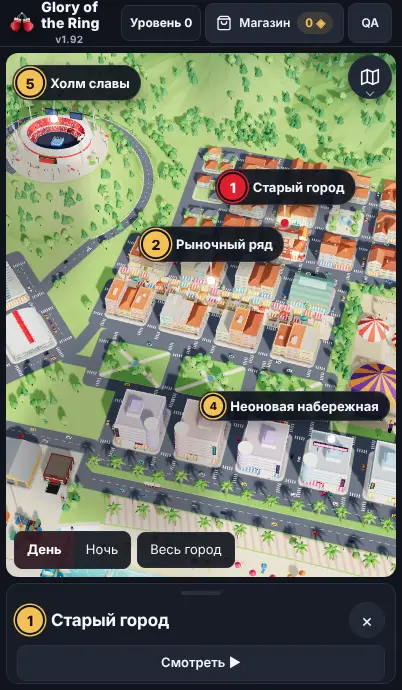 Glory of
the Ring
v1.92
Уровень 0
Магазин
0
QA
5 Холм славы
1 Старый город
2 Рыночный ряд
4 Неоновая набережная
День Ночь Весь город
1 Старый город
Смотреть